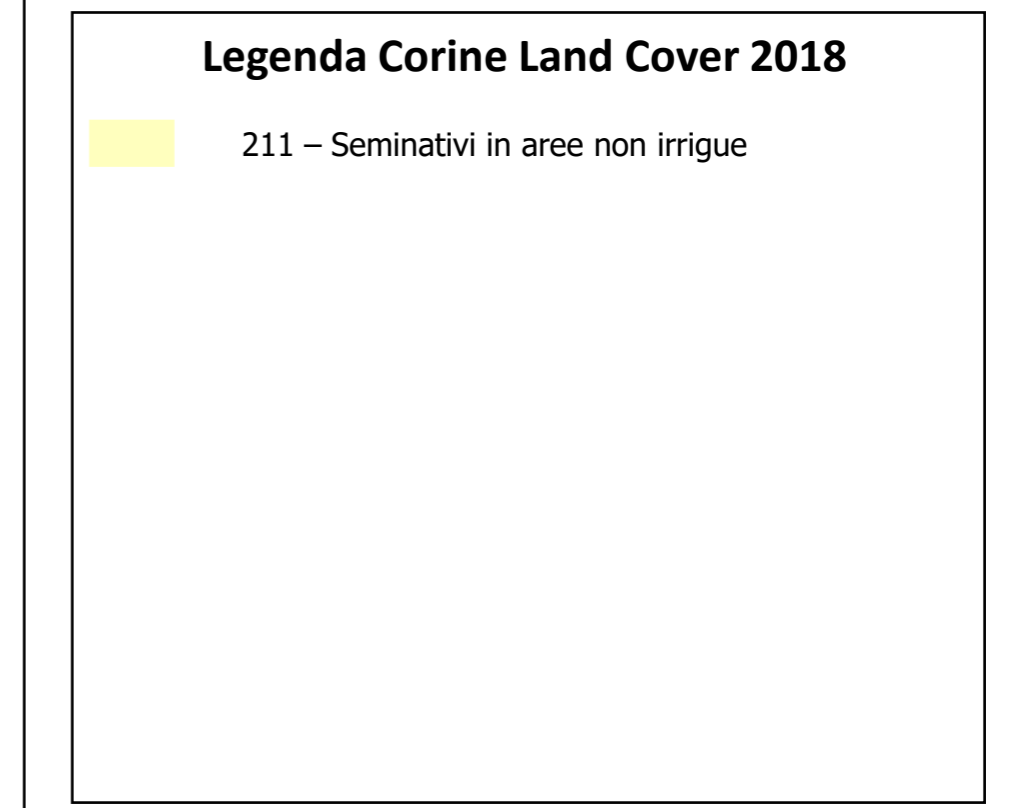 Legenda Corine Land Cover 2018
211 – Seminativi in aree non irrigue